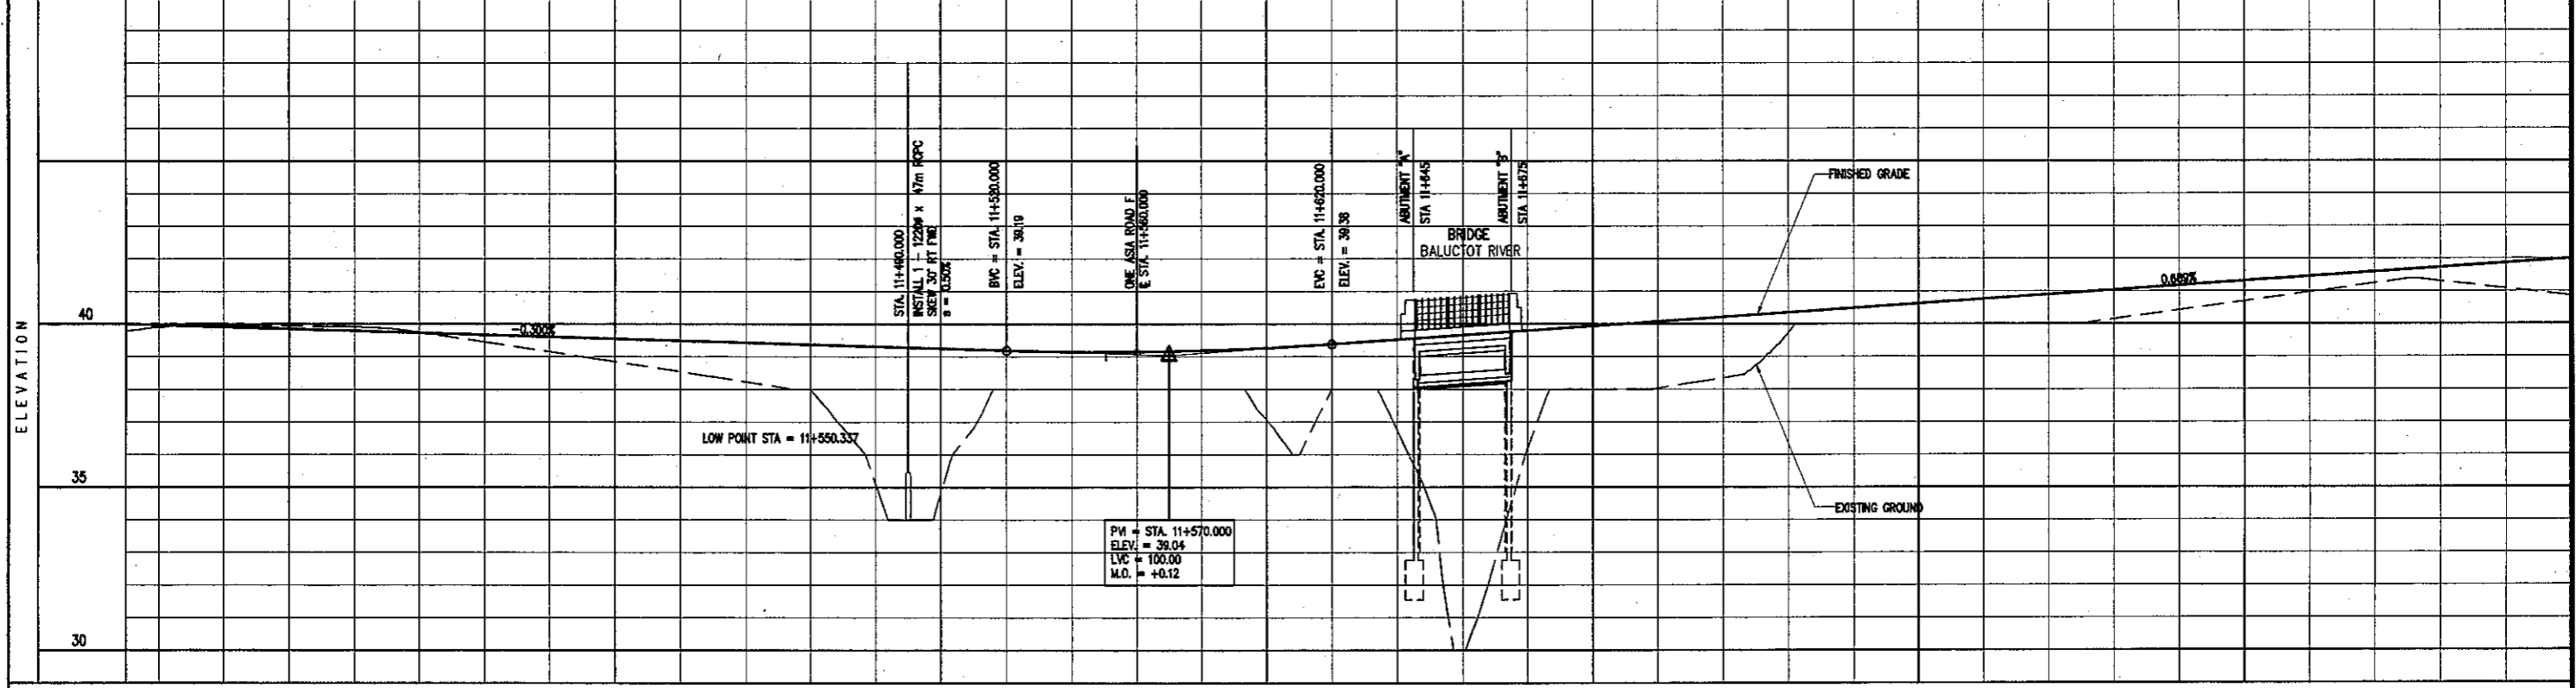 ELEVATION
40
35
30
-0.300%
LOW POINT STA = 11+550.337
STA. 11+490.000
INSTALL 1 - 1220ø x 47m RCPC
SKEW 30° RT FWD
s = 0.50%
BVC = STA. 11+520.000
ELEV. = 39.19
ONE ASIA ROAD F
℄ STA. 11+560.000
PVI = STA. 11+570.000
ELEV. = 39.04
LVC = 100.00
M.O. = +0.12
EVC = STA. 11+620.000
ELEV. = 39.38
ABUTMENT "A"
STA 11+645
ABUTMENT "B"
STA 11+675
BRIDGE
BALUCTOT RIVER
FINISHED GRADE
EXISTING GROUND
0.689%